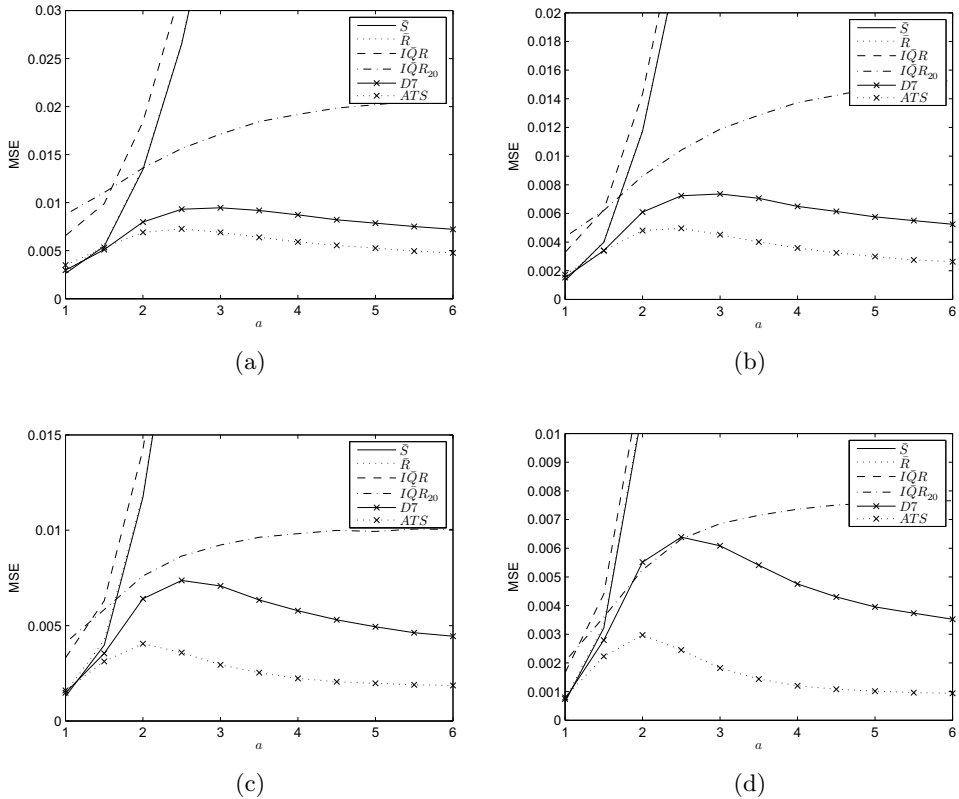 0.03
0.025
0.02
0.015
0.01
0.005
0
MSE
1 2 3 4 5 6
a
S̄
R̄
IQ̄R
IQ̄R₂₀
D7
ATS
(a)
0.02
0.018
0.016
0.014
0.012
0.01
0.008
0.006
0.004
0.002
0
MSE
1 2 3 4 5 6
a
S̄
R̄
IQ̄R
IQ̄R₂₀
D7
ATS
(b)
0.015
0.01
0.005
0
MSE
1 2 3 4 5 6
a
S̄
R̄
IQ̄R
IQ̄R₂₀
D7
ATS
(c)
0.01
0.009
0.008
0.007
0.006
0.005
0.004
0.003
0.002
0.001
0
MSE
1 2 3 4 5 6
a
S̄
R̄
IQ̄R
IQ̄R₂₀
D7
ATS
(d)